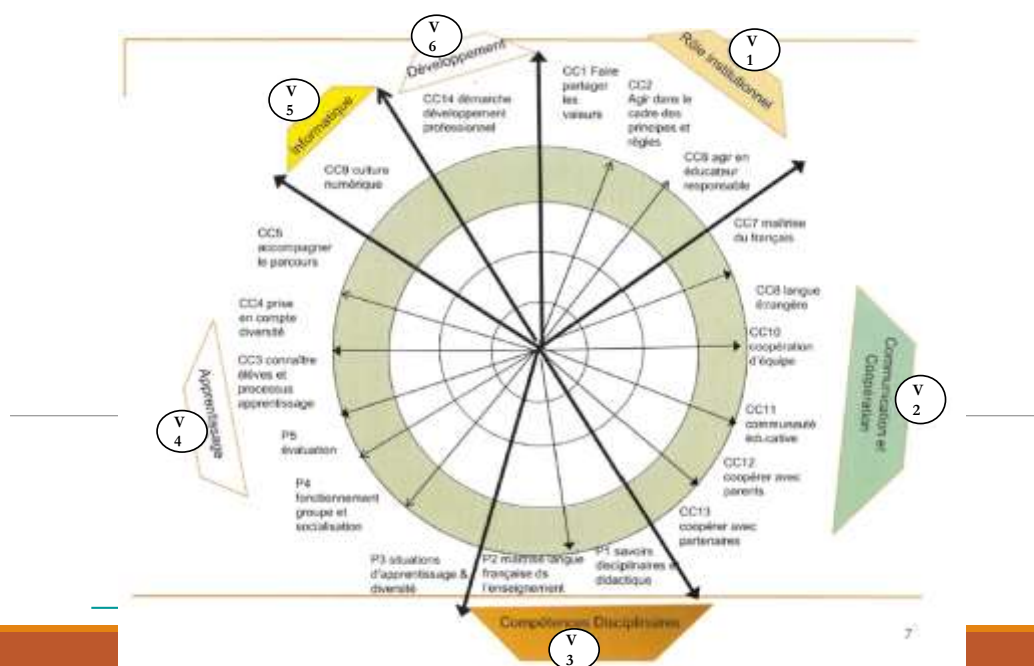 V
6
Développement
V
1
Rôle Institutionnel
V
5
Informatique
CC14 démarche
développement
professionnel
CC1 Faire
partager
les
valeurs
CC2
Agir dans le
cadre des
principes et
règles
CC6 agir en
éducateur
responsable
CC9 culture
numérique
CC7 maîtrise
du français
CC5
accompagner
le parcours
CC8 langue
étrangère
CC4 prise
en compte
diversité
CC10
coopération
d'équipe
CC3 connaître
élèves et
processus
apprentissage
Apprentissage
V
4
Communication et
Coopération
V
2
CC11
communauté
éducative
P5
évaluation
CC12
coopérer avec
parents
P4
fonctionnement
groupe et
socialisation
CC13
coopérer avec
partenaires
P3 situations
d'apprentissage &
diversité
P2 maîtrise langue
française ds
l'enseignement
P1 savoirs
disciplinaires et
didactique
Compétences Disciplinaires
V
3
7